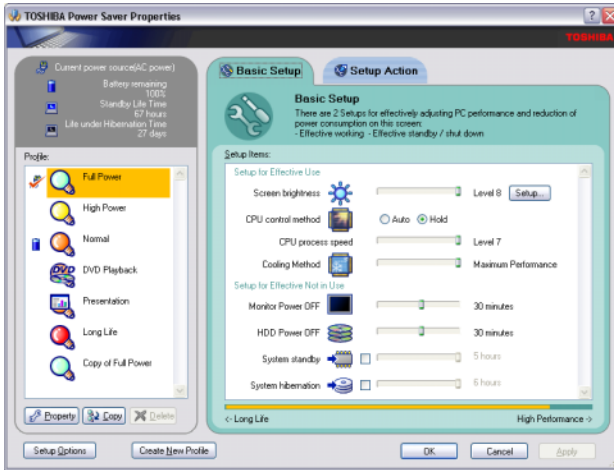 TOSHIBA Power Saver Properties
TOSHIBA
Current power source(AC power)
Battery remaining
100%
Standby Life Time
67 hours
Life under Hibernation Time
27 days
Profile:
Full Power
High Power
Normal
DVD Playback
Presentation
Long Life
Copy of Full Power
Property
Copy
Delete
Basic Setup
Setup Action
Basic Setup
There are 2 Setups for effectively adjusting PC performance and reduction of
power consumption on this screen:
- Effective working - Effective standby / shut down
Setup Items:
Setup for Effective Use
Screen brightness Level 8 Setup...
CPU control method Auto Hold
CPU process speed Level 7
Cooling Method Maximum Performance
Setup for Effective Not in Use
Monitor Power OFF 30 minutes
HDD Power OFF 30 minutes
System standby 5 hours
System hibernation 6 hours
<- Long Life High Performance ->
Setup Options Create New Profile OK Cancel Apply